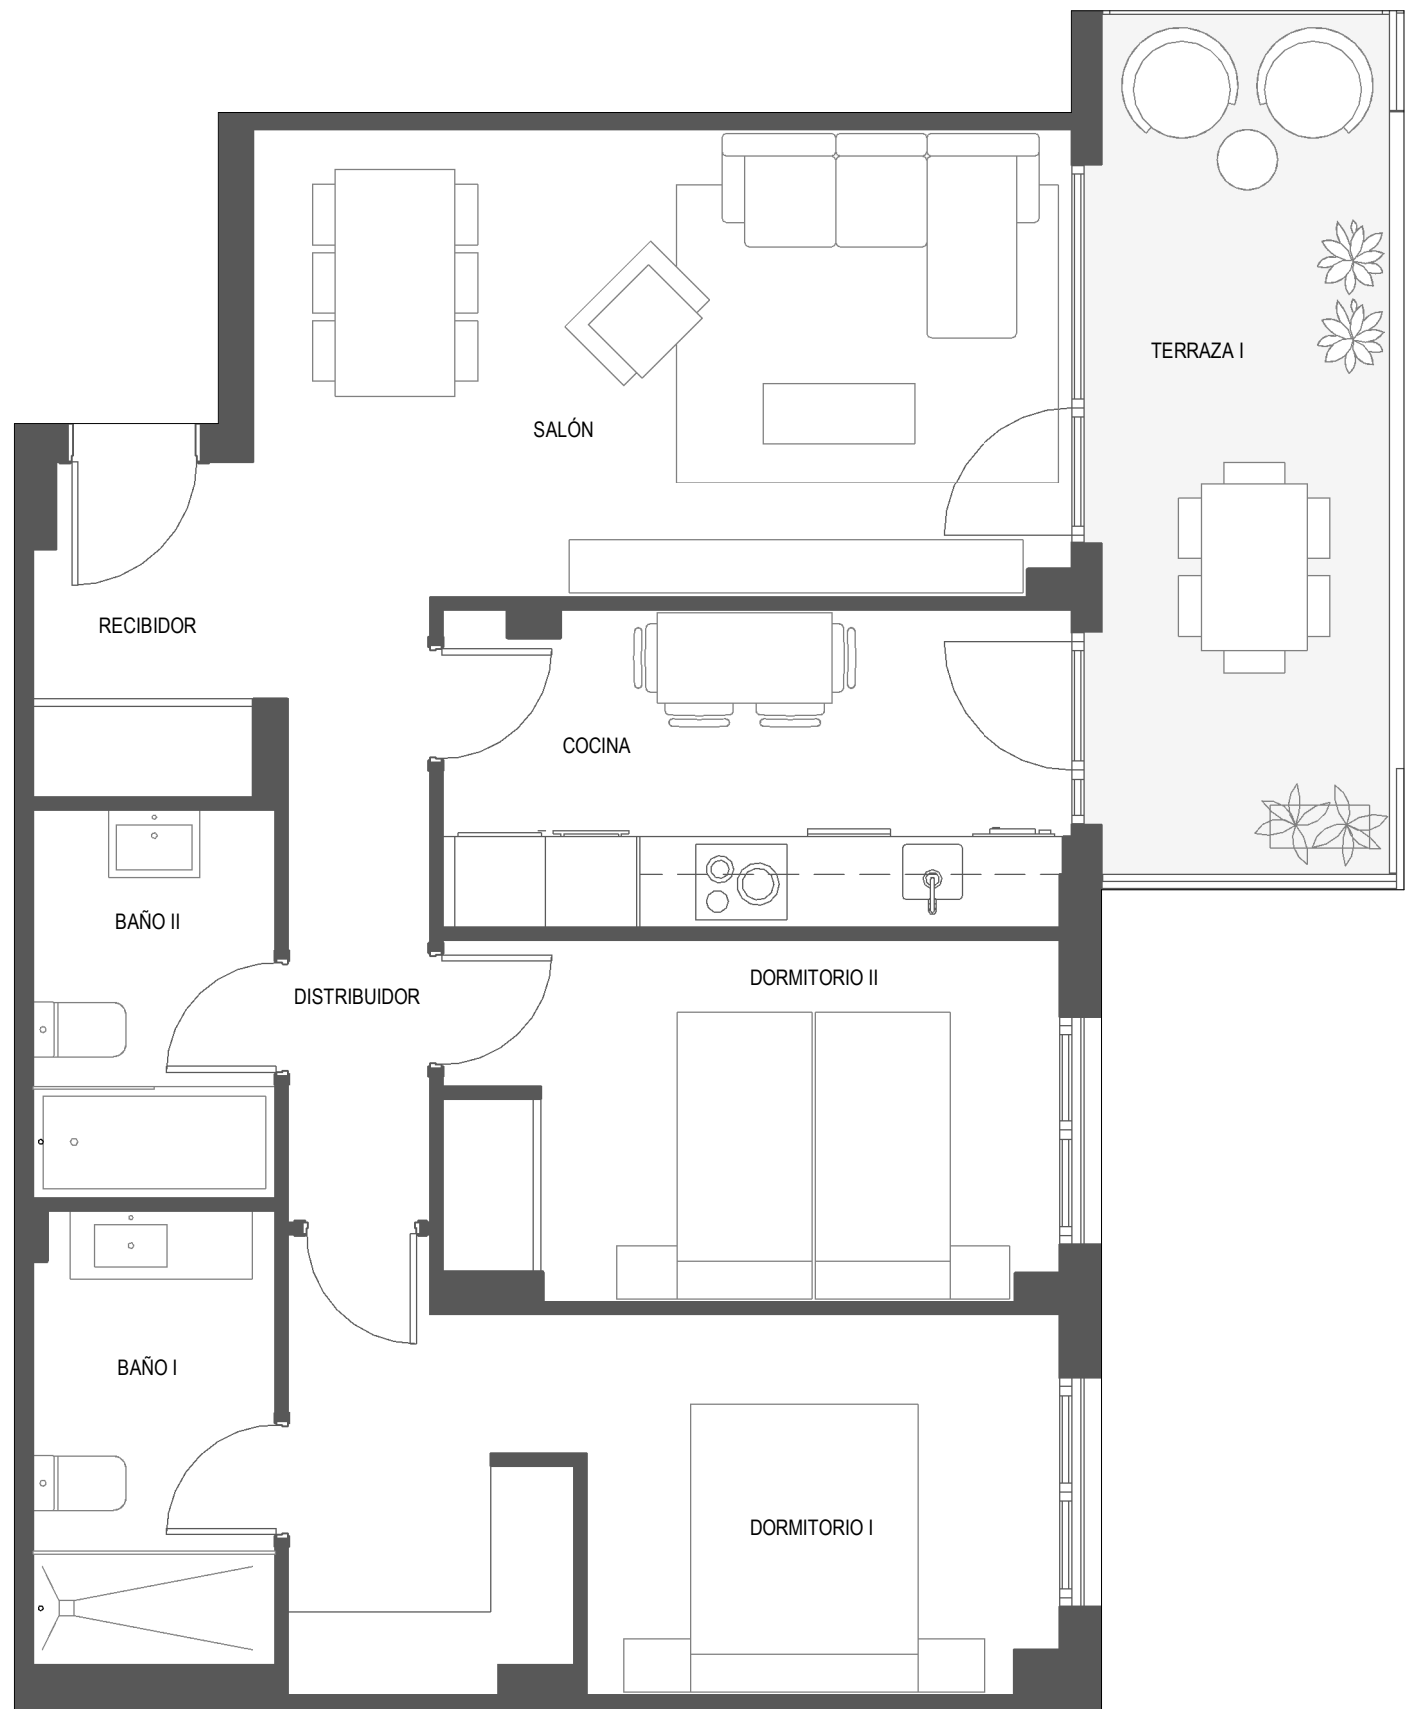 TERRAZA I
SALÓN
RECIBIDOR
COCINA
BAÑO II
DORMITORIO II
DISTRIBUIDOR
BAÑO I
DORMITORIO I